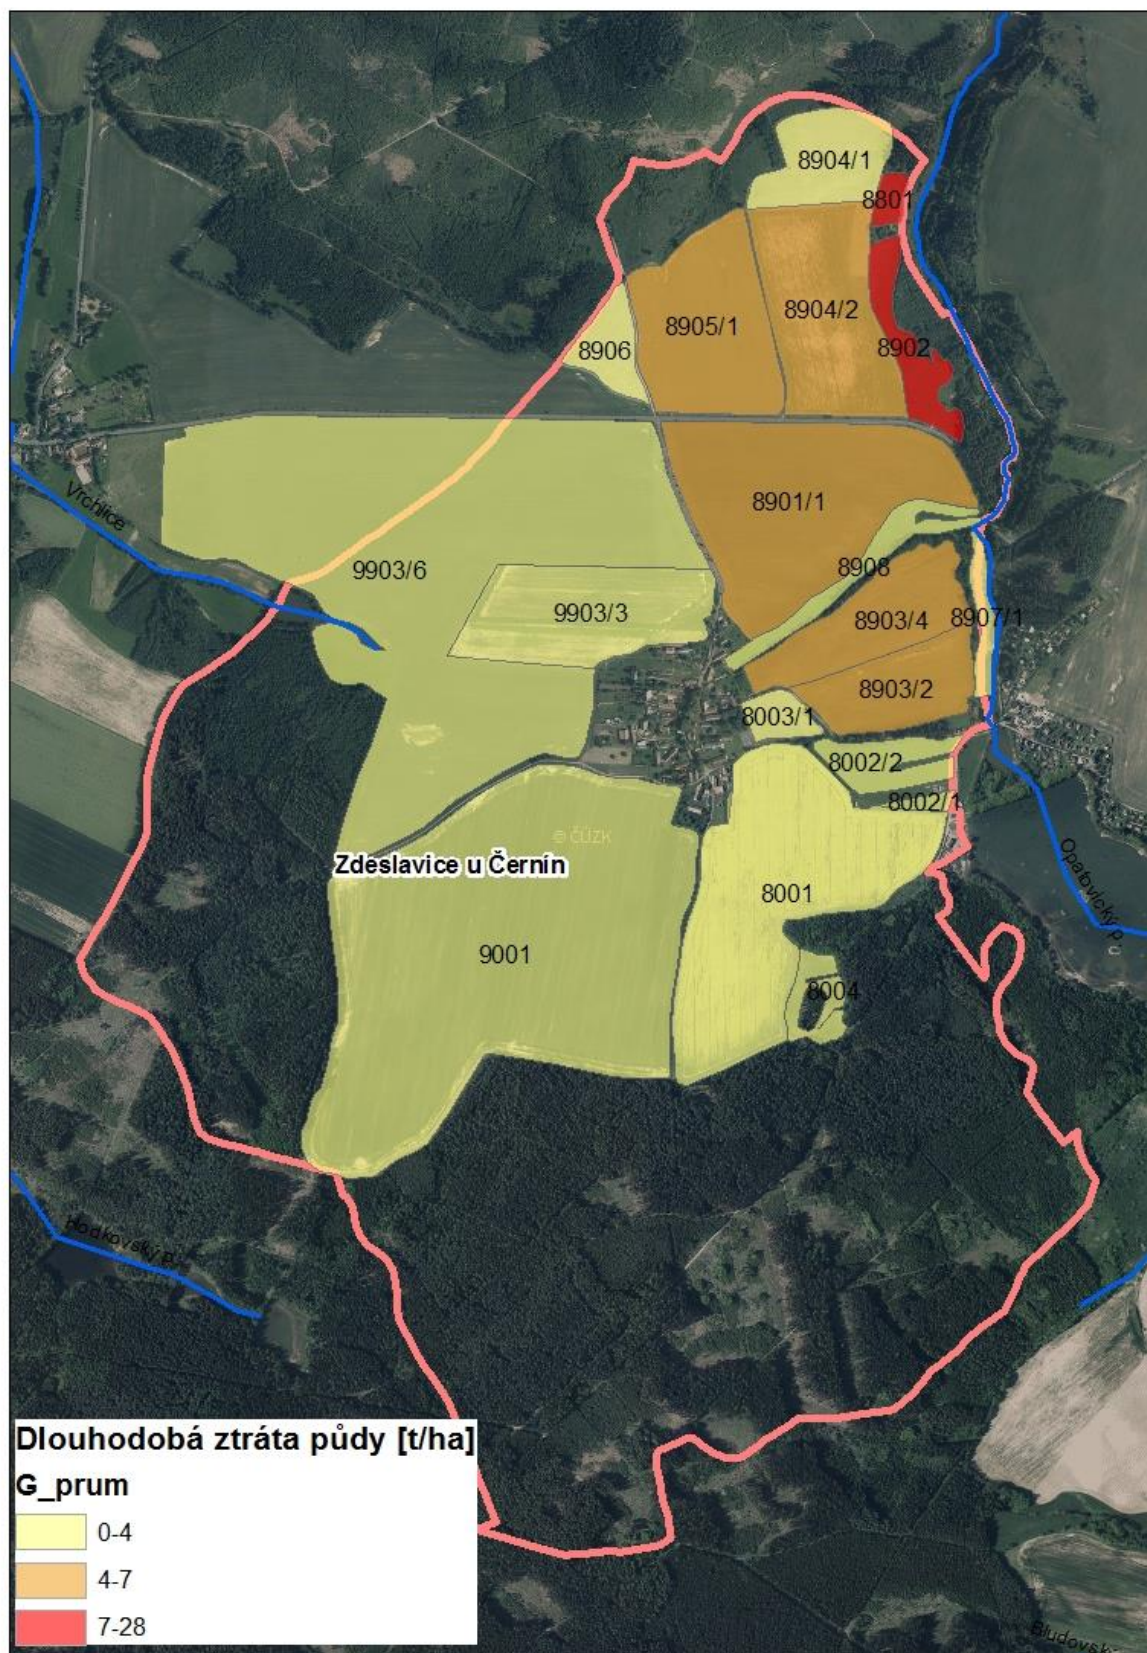 8904/1
8801
8904/2
8905/1
8902
8906
8901/1
Vrchlice
9903/6
8908
9903/3
8903/4
8907/1
8903/2
8003/1
8002/2
8002/1
© ČÚZK
Zdeslavice u Černín
8001
Opatovický p.
9001
8004
Hodkovský p.
Dlouhodobá ztráta půdy [t/ha]
G_prum
0-4
4-7
7-28
Bludovský p.